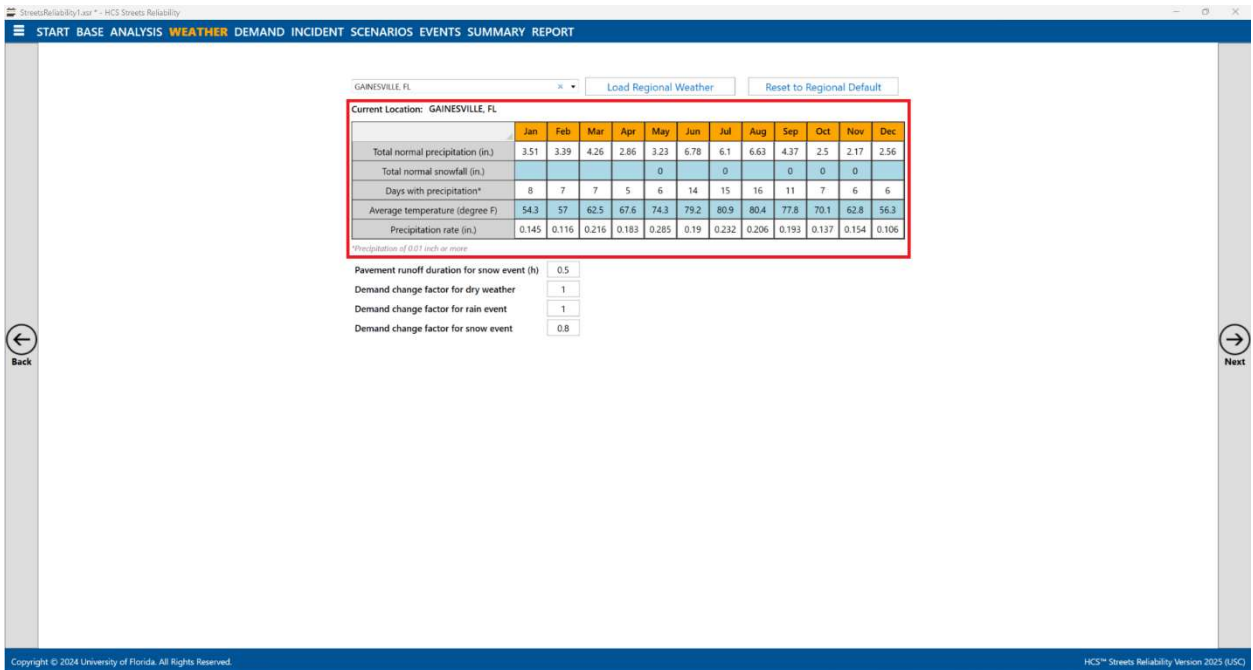 StreetsReliability1.xsr * - HCS Streets Reliability
START BASE ANALYSIS WEATHER DEMAND INCIDENT SCENARIOS EVENTS SUMMARY REPORT
GAINESVILLE, FL Load Regional Weather Reset to Regional Default
Current Location: GAINESVILLE, FL
Jan Feb Mar Apr May Jun Jul Aug Sep Oct Nov Dec
Total normal precipitation (in.) 3.51 3.39 4.26 2.86 3.23 6.78 6.1 6.63 4.37 2.5 2.17 2.56
Total normal snowfall (in.) 0 0 0 0 0
Days with precipitation* 8 7 7 5 6 14 15 16 11 7 6 6
Average temperature (degree F) 54.3 57 62.5 67.6 74.3 79.2 80.9 80.4 77.8 70.1 62.8 56.3
Precipitation rate (in.) 0.145 0.116 0.216 0.183 0.285 0.19 0.232 0.206 0.193 0.137 0.154 0.106
*Precipitation of 0.01 inch or more
Pavement runoff duration for snow event (h) 0.5
Demand change factor for dry weather 1
Demand change factor for rain event 1
Demand change factor for snow event 0.8
Back
Next
Copyright © 2024 University of Florida. All Rights Reserved. HCS™ Streets Reliability Version 2025 (USC)